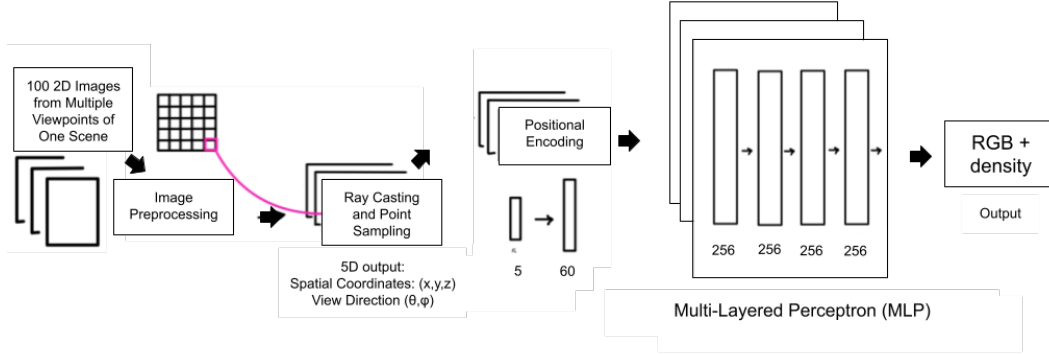 100 2D Images
from Multiple
Viewpoints of
One Scene
Image
Preprocessing
Ray Casting
and Point
Sampling
5D output:
Spatial Coordinates: (x,y,z)
View Direction (θ,φ)
Positional
Encoding
5
60
256
256
256
256
Multi-Layered Perceptron (MLP)
RGB +
density
Output